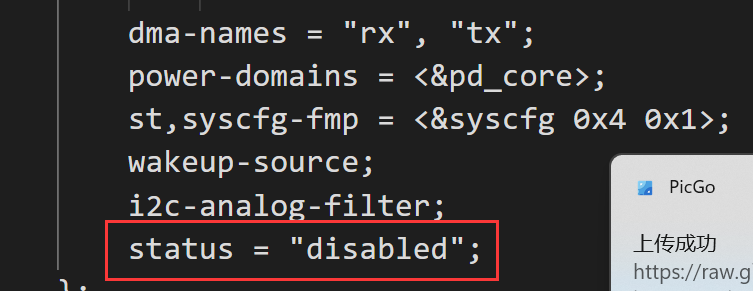 dma-names = "rx", "tx";
power-domains = <&pd_core>;
st,syscfg-fmp = <&syscfg 0x4 0x1>;
wakeup-source;
i2c-analog-filter;
status = "disabled";
};
PicGo
上传成功
https://raw.g